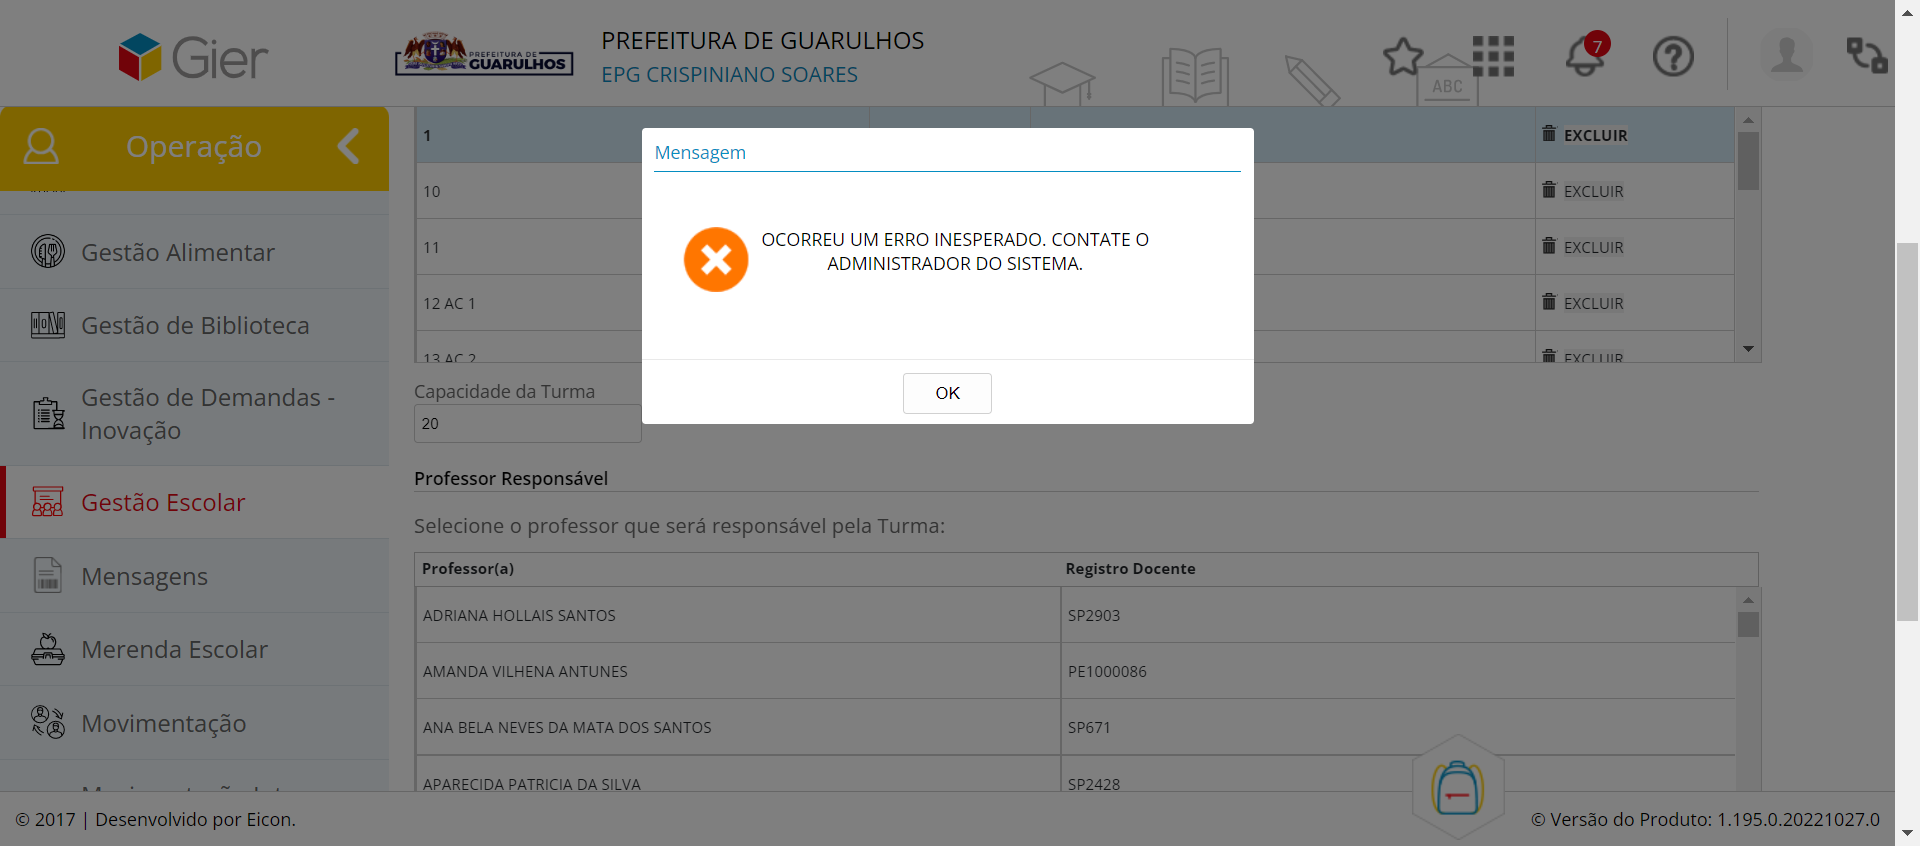 Gier
PREFEITURA DE
GUARULHOS
PREFEITURA DE GUARULHOS
EPG CRISPINIANO SOARES
ABC
7
Operação
Gestão Alimentar
Gestão de Biblioteca
Gestão de Demandas -
Inovação
Gestão Escolar
Mensagens
Merenda Escolar
Movimentação
1
EXCLUIR
10
EXCLUIR
11
EXCLUIR
12 AC 1
EXCLUIR
13 AC 2
EXCLUIR
Mensagem
OCORREU UM ERRO INESPERADO. CONTATE O
ADMINISTRADOR DO SISTEMA.
OK
Capacidade da Turma
20
Professor Responsável
Selecione o professor que será responsável pela Turma:
Professor(a) Registro Docente
ADRIANA HOLLAIS SANTOS SP2903
AMANDA VILHENA ANTUNES PE1000086
ANA BELA NEVES DA MATA DOS SANTOS SP671
APARECIDA PATRICIA DA SILVA SP2428
© 2017 | Desenvolvido por Eicon.
© Versão do Produto: 1.195.0.20221027.0